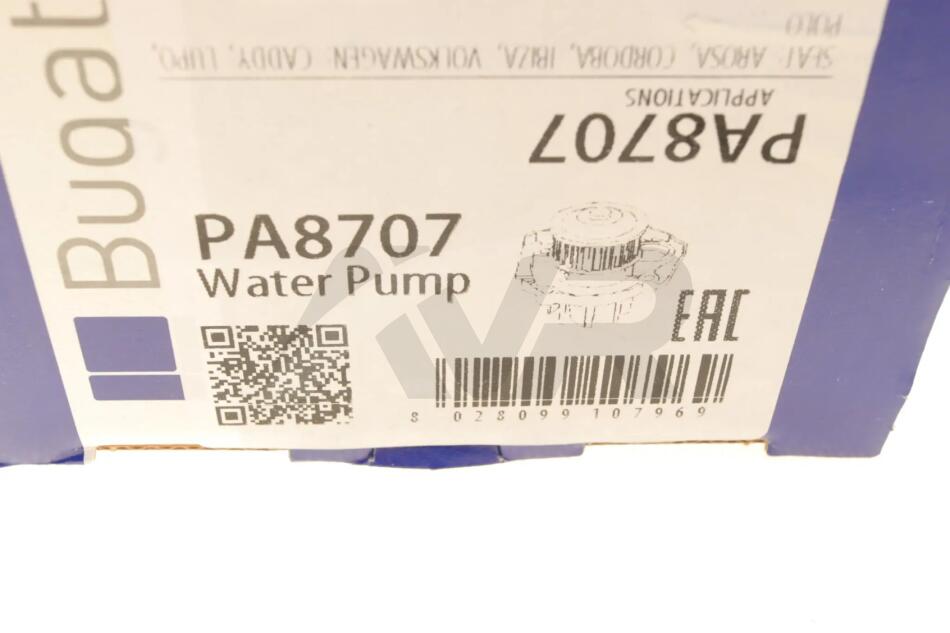 Bugat
PA8707
Water Pump
EAC
8 028099 107969
PA8707
APPLICATIONS
SEAT: AROSA, CORDOBA, IBIZA, VOLKSWAGEN: CADDY, LUPO,
POLO